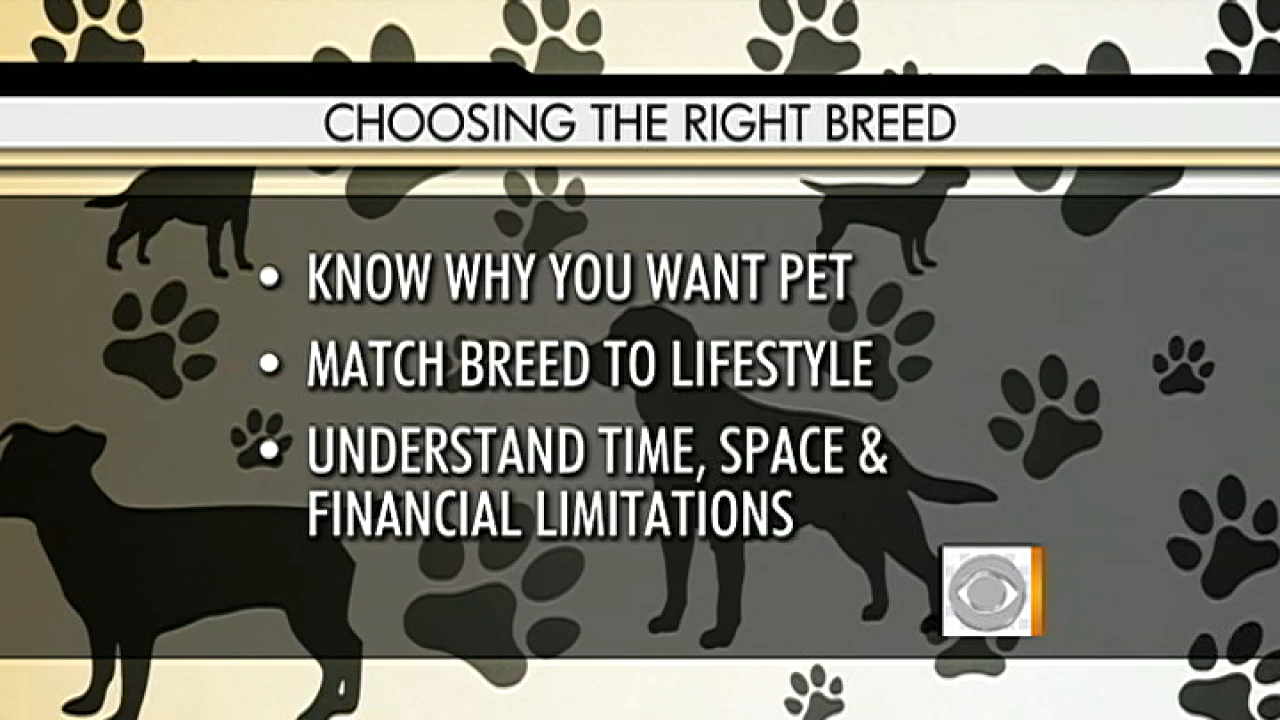 CHOOSING THE RIGHT BREED
• KNOW WHY YOU WANT PET
• MATCH BREED TO LIFESTYLE
• UNDERSTAND TIME, SPACE &
FINANCIAL LIMITATIONS